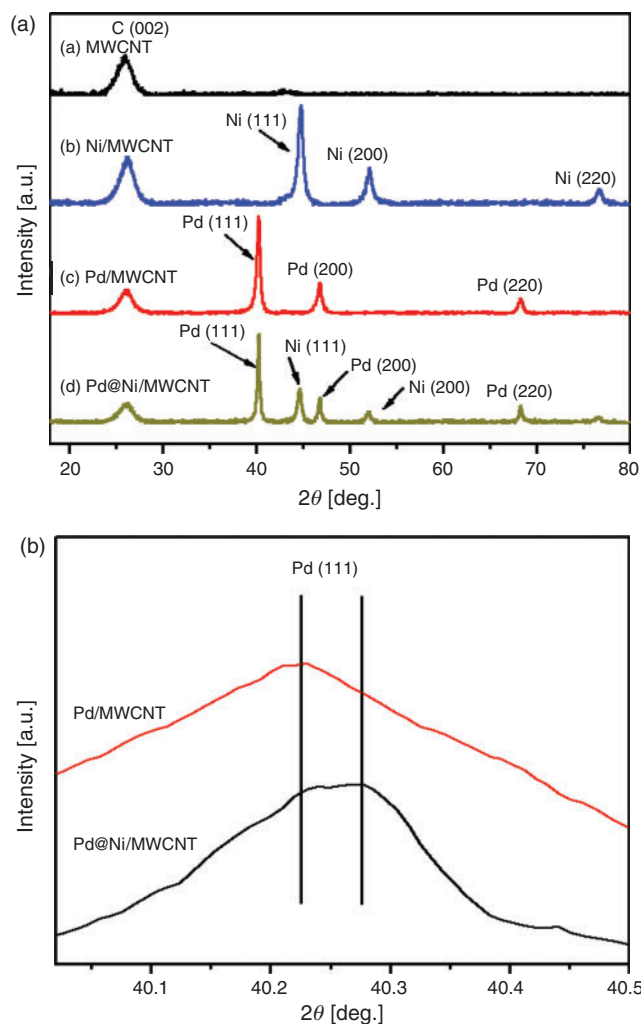 (a)
C (002)
(a) MWCNT
Ni (111)
(b) Ni/MWCNT
Ni (200)
Ni (220)
Pd (111)
(c) Pd/MWCNT
Pd (200)
Pd (220)
Pd (111)
Ni (111)
Pd (200)
(d) Pd@Ni/MWCNT
Ni (200)
Pd (220)
Intensity [a.u.]
20 30 40 50 60 70 80
2θ [deg.]
(b)
Pd (111)
Pd/MWCNT
Pd@Ni/MWCNT
Intensity [a.u.]
40.1 40.2 40.3 40.4 40.5
2θ [deg.]